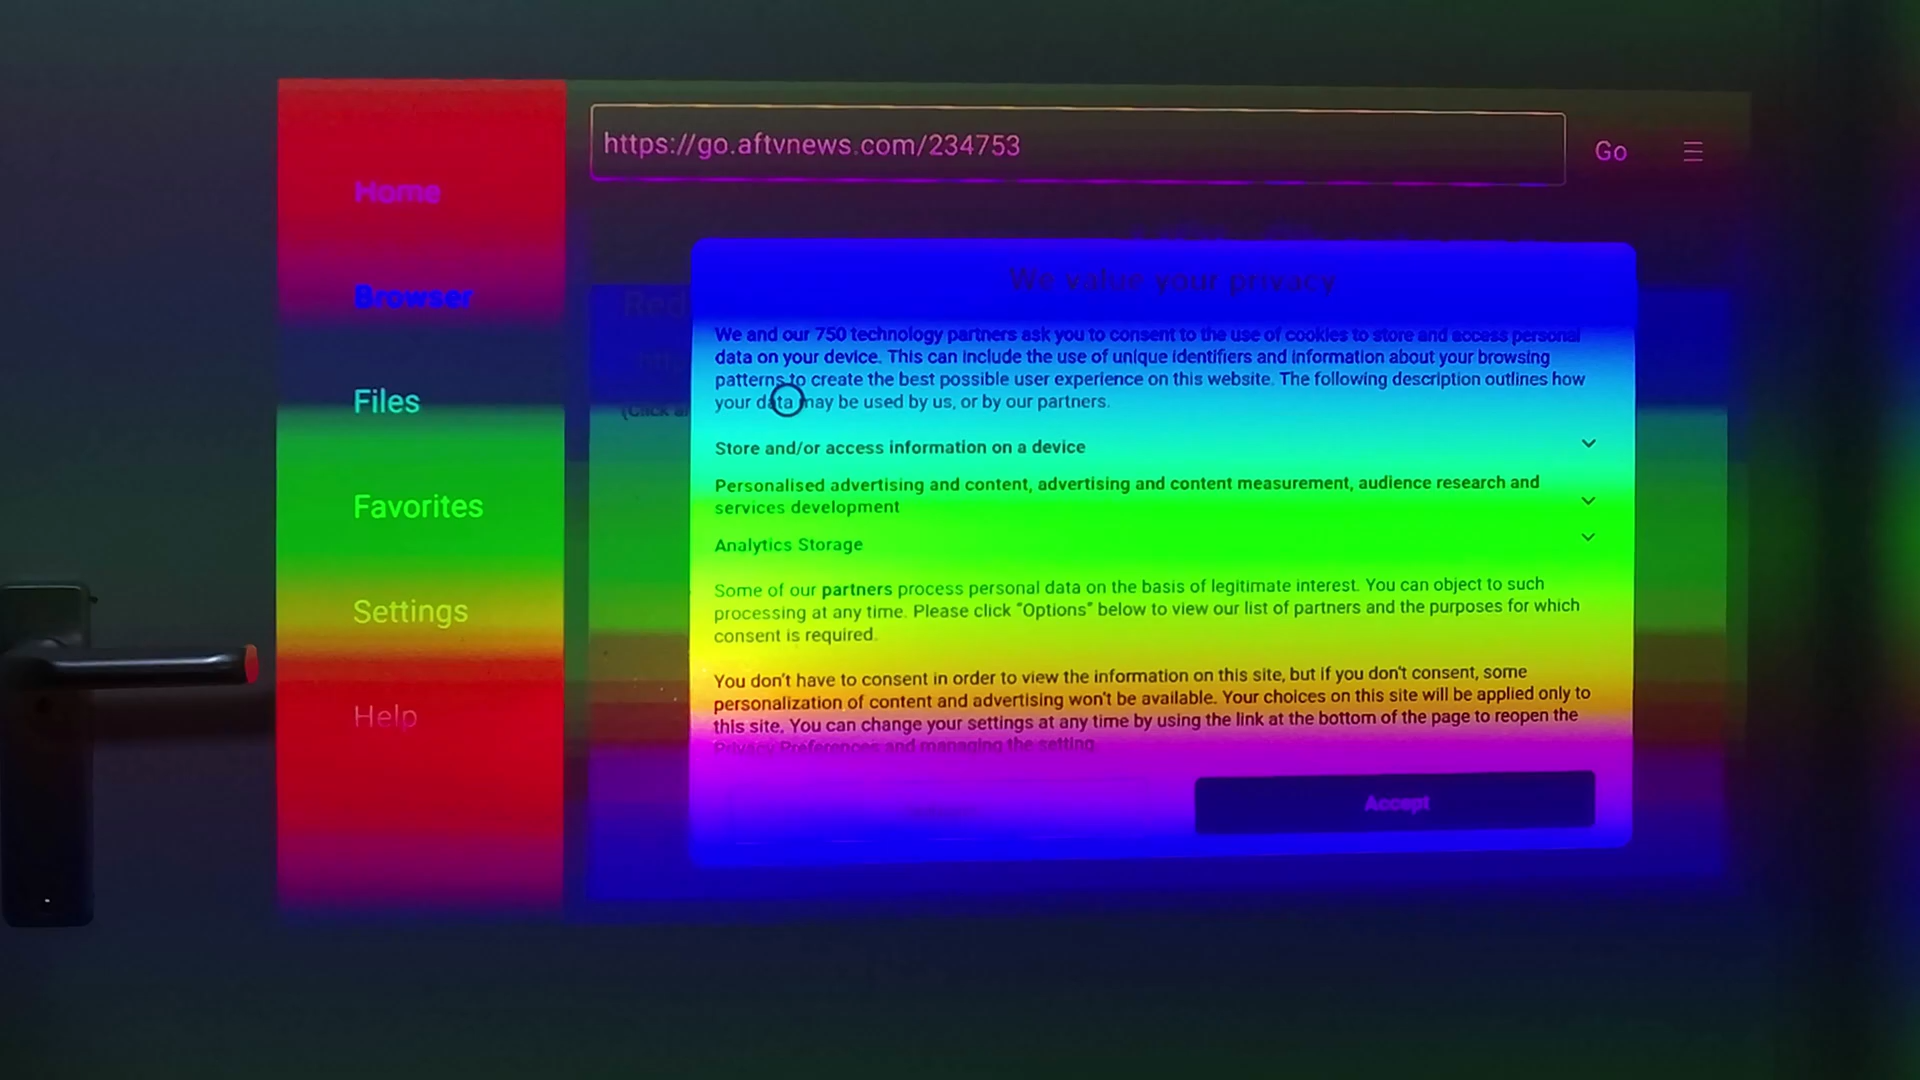 https://go.aftvnews.com/234753
Go
Home
Browser
Files
Favorites
Settings
Help
Red
http
(Click a
We value your privacy
We and our 750 technology partners ask you to consent to the use of cookies to store and access personal
data on your device. This can include the use of unique identifiers and information about your browsing
patterns to create the best possible user experience on this website. The following description outlines how
your data may be used by us, or by our partners.
Store and/or access information on a device
Personalised advertising and content, advertising and content measurement, audience research and
services development
Analytics Storage
Some of our partners process personal data on the basis of legitimate interest. You can object to such
processing at any time. Please click "Options" below to view our list of partners and the purposes for which
consent is required.
You don't have to consent in order to view the information on this site, but if you don't consent, some
personalization of content and advertising won't be available. Your choices on this site will be applied only to
this site. You can change your settings at any time by using the link at the bottom of the page to reopen the
Privacy Preferences and managing the setting
Accept